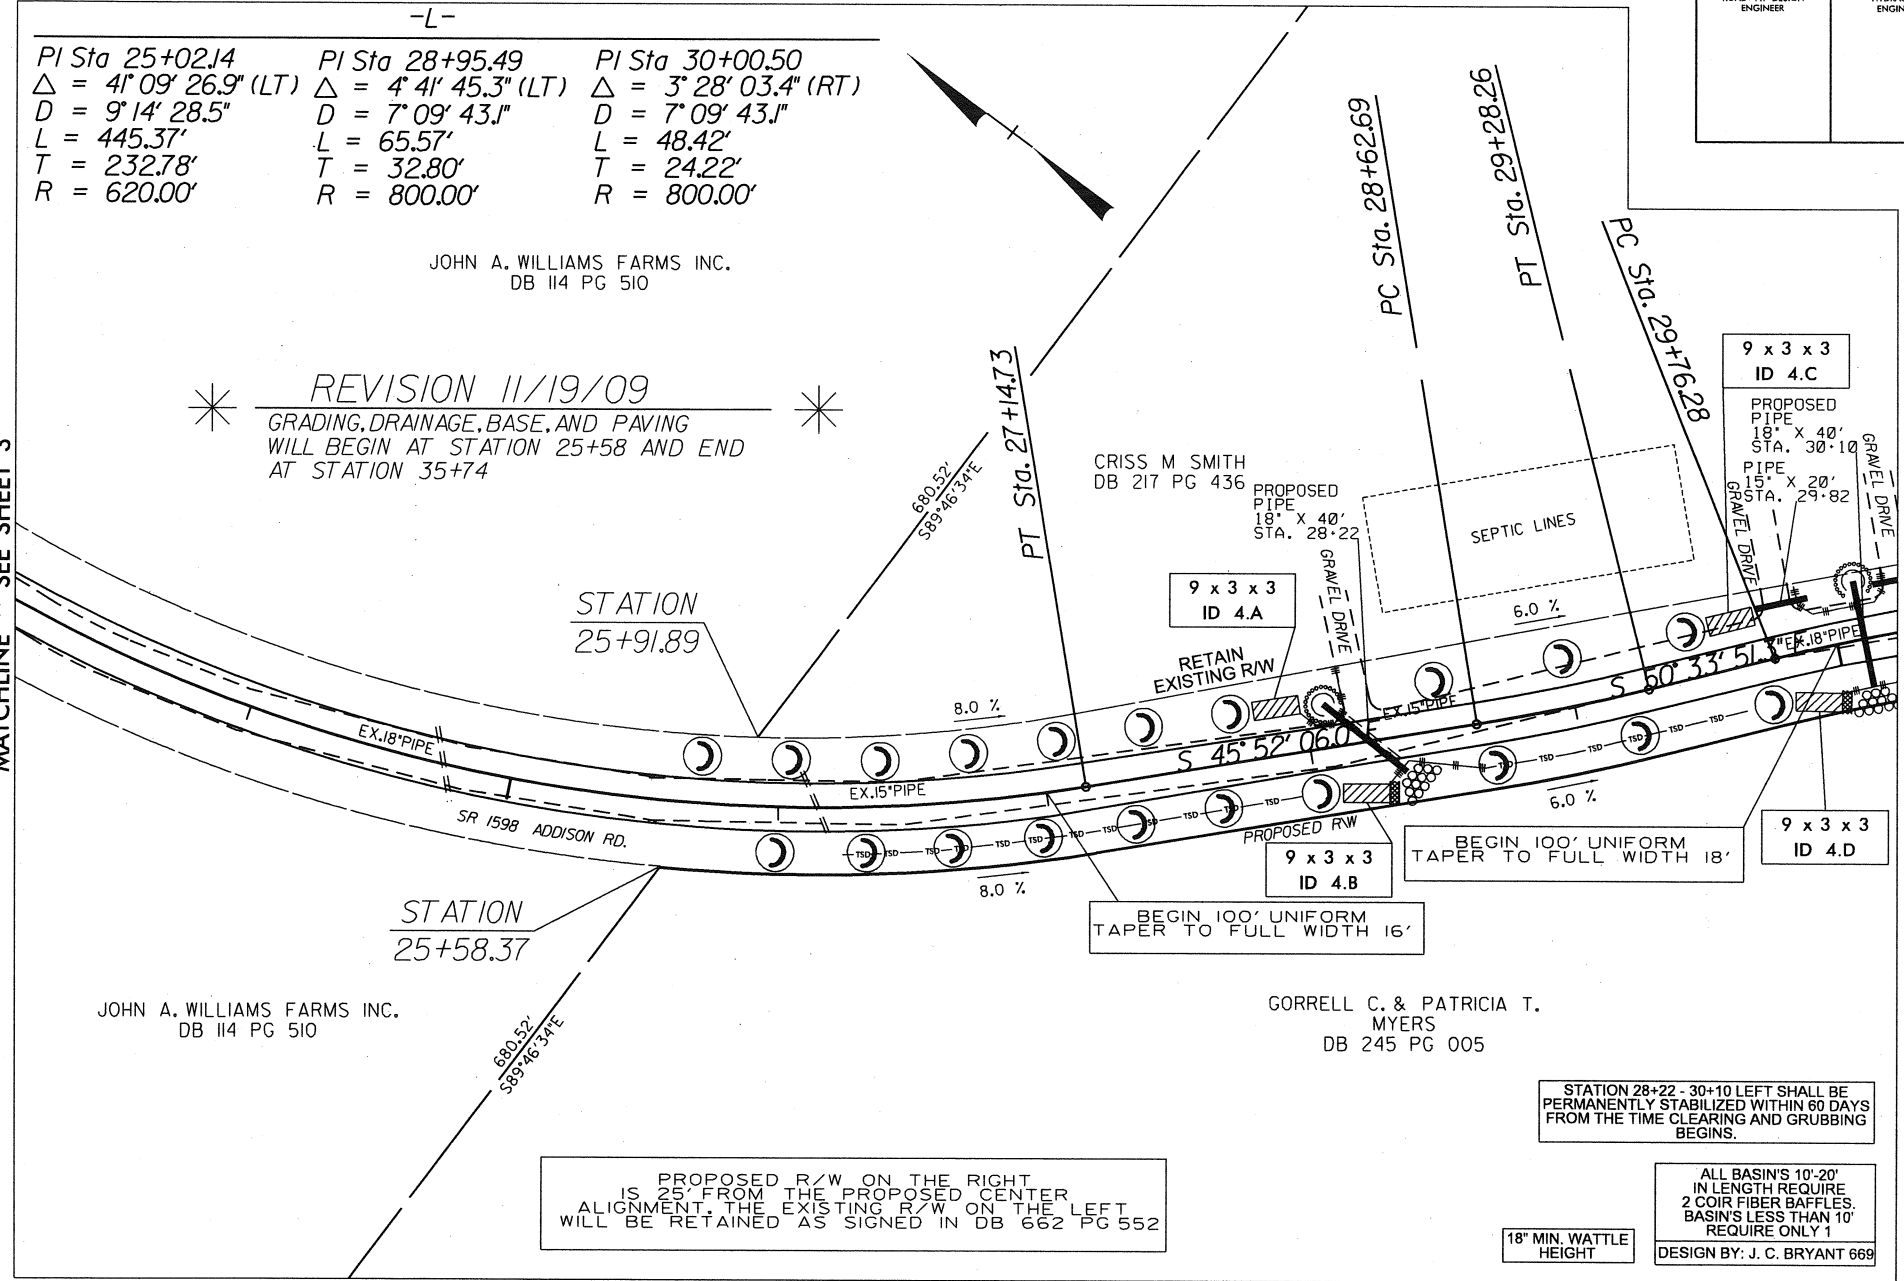 -L-
PI Sta 25+02.14
△ = 41° 09' 26.9" (LT)
D = 9° 14' 28.5"
L = 445.37'
T = 232.78'
R = 620.00'
PI Sta 28+95.49
△ = 4° 41' 45.3" (LT)
D = 7° 09' 43.1"
L = 65.57'
T = 32.80'
R = 800.00'
PI Sta 30+00.50
△ = 3° 28' 03.4" (RT)
D = 7° 09' 43.1"
L = 48.42'
T = 24.22'
R = 800.00'
ENGINEER
JOHN A. WILLIAMS FARMS INC.
DB 114 PG 510
REVISION 11/19/09
GRADING, DRAINAGE, BASE, AND PAVING
WILL BEGIN AT STATION 25+58 AND END
AT STATION 35+74
680.52'
S89°46'34"E
PT Sta. 27+14.73
PC Sta. 28+62.69
PT Sta. 29+28.26
PC Sta. 29+76.28
CRISS M SMITH
DB 217 PG 436
PROPOSED
PIPE
18" X 40'
STA. 28+22
SEPTIC LINES
9 x 3 x 3
ID 4.C
PROPOSED
PIPE
18" X 40'
STA. 30+10
PIPE
15" X 20'
STA. 29+82
GRAVEL DRIVE
GRAVEL DRIVE
GRAVEL DRIVE
9 x 3 x 3
ID 4.A
STATION
25+91.89
RETAIN
EXISTING R/W
6.0 %
8.0 %
S 45° 52' 06.0" E
S 50° 33' 51.3"
EX.18"PIPE
EX.15"PIPE
EX.15"PIPE
EX.18"PIPE
SR 1598 ADDISON RD.
TSD TSD TSD TSD TSD TSD TSD TSD TSD
TSD TSD TSD TSD TSD
PROPOSED R/W
8.0 %
6.0 %
9 x 3 x 3
ID 4.B
BEGIN 100' UNIFORM
TAPER TO FULL WIDTH 18'
9 x 3 x 3
ID 4.D
BEGIN 100' UNIFORM
TAPER TO FULL WIDTH 16'
STATION
25+58.37
JOHN A. WILLIAMS FARMS INC.
DB 114 PG 510
680.52'
S89°46'34"E
GORRELL C. & PATRICIA T.
MYERS
DB 245 PG 005
STATION 28+22 - 30+10 LEFT SHALL BE
PERMANENTLY STABILIZED WITHIN 60 DAYS
FROM THE TIME CLEARING AND GRUBBING
BEGINS.
PROPOSED R/W ON THE RIGHT
IS 25' FROM THE PROPOSED CENTER
ALIGNMENT. THE EXISTING R/W ON THE LEFT
WILL BE RETAINED AS SIGNED IN DB 662 PG 552
18" MIN. WATTLE
HEIGHT
ALL BASIN'S 10'-20'
IN LENGTH REQUIRE
2 COIR FIBER BAFFLES.
BASIN'S LESS THAN 10'
REQUIRE ONLY 1
DESIGN BY: J. C. BRYANT 669